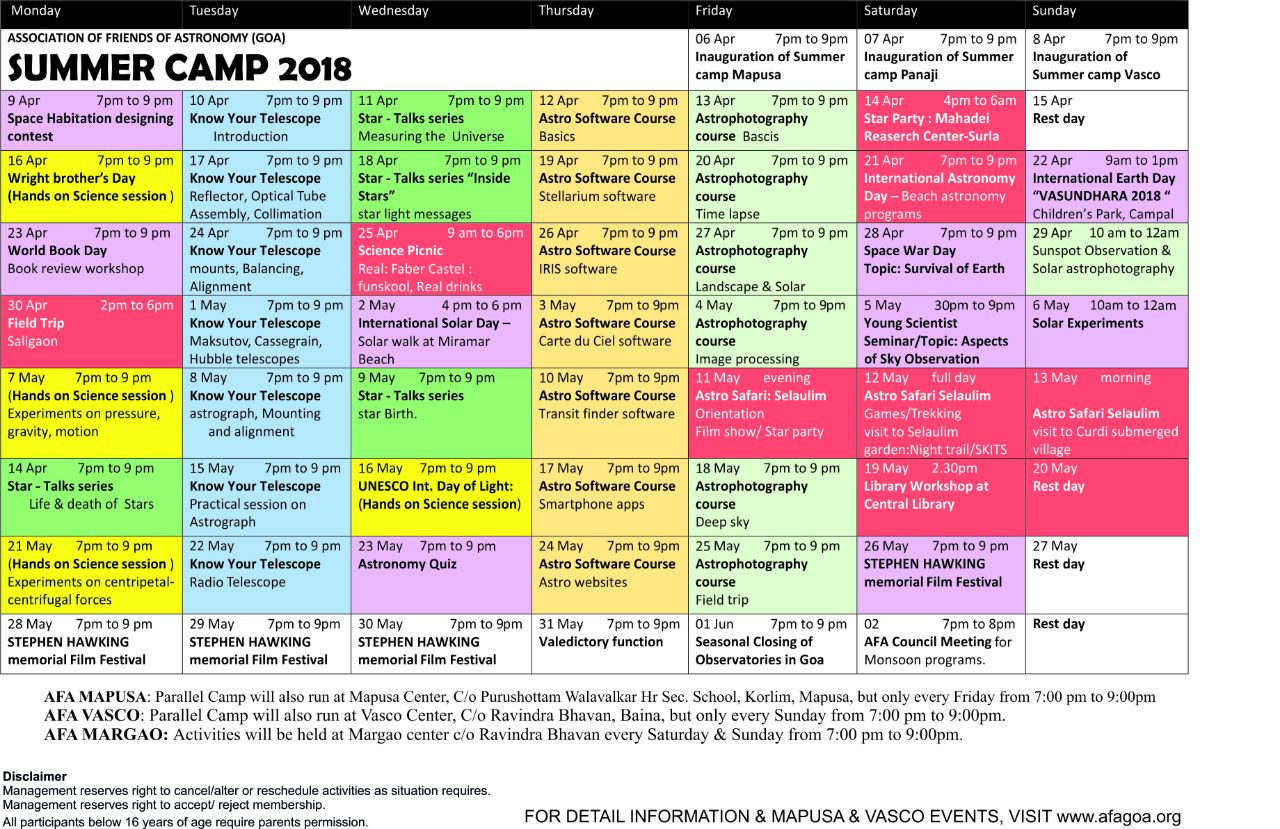 Monday Tuesday Wednesday Thursday Friday Saturday Sunday
ASSOCIATION OF FRIENDS OF ASTRONOMY (GOA)
SUMMER CAMP 2018
06 Apr 7pm to 9pm
Inauguration of Summer
camp Mapusa
07 Apr 7pm to 9 pm
Inauguration of Summer
camp Panaji
8 Apr 7pm to 9pm
Inauguration of
Summer camp Vasco
9 Apr 7pm to 9 pm
Space Habitation designing
contest
10 Apr 7pm to 9 pm
Know Your Telescope
Introduction
11 Apr 7pm to 9 pm
Star - Talks series
Measuring the Universe
12 Apr 7pm to 9 pm
Astro Software Course
Basics
13 Apr 7pm to 9 pm
Astrophotography
course Bascis
14 Apr 4pm to 6am
Star Party : Mahadei
Reaserch Center-Surla
15 Apr
Rest day
16 Apr 7pm to 9 pm
Wright brother's Day
(Hands on Science session )
17 Apr 7pm to 9 pm
Know Your Telescope
Reflector, Optical Tube
Assembly, Collimation
18 Apr 7pm to 9 pm
Star - Talks series "Inside
Stars"
star light messages
19 Apr 7pm to 9 pm
Astro Software Course
Stellarium software
20 Apr 7pm to 9 pm
Astrophotography
course
Time lapse
21 Apr 7pm to 9 pm
International Astronomy
Day – Beach astronomy
programs
22 Apr 9am to 1pm
International Earth Day
"VASUNDHARA 2018 "
Children's Park, Campal
23 Apr 7pm to 9 pm
World Book Day
Book review workshop
24 Apr 7pm to 9 pm
Know Your Telescope
mounts, Balancing,
Alignment
25 Apr 9 am to 6pm
Science Picnic
Real: Faber Castel :
funskool, Real drinks
26 Apr 7pm to 9 pm
Astro Software Course
IRIS software
27 Apr 7pm to 9 pm
Astrophotography
course
Landscape & Solar
28 Apr 7pm to 9 pm
Space War Day
Topic: Survival of Earth
29 Apr 10 am to 12am
Sunspot Observation &
Solar astrophotography
30 Apr 2pm to 6pm
Field Trip
Saligaon
1 May 7pm to 9 pm
Know Your Telescope
Maksutov, Cassegrain,
Hubble telescopes
2 May 4 pm to 6 pm
International Solar Day –
Solar walk at Miramar
Beach
3 May 7pm to 9pm
Astro Software Course
Carte du Ciel software
4 May 7pm to 9pm
Astrophotography
course
Image processing
5 May 30pm to 9pm
Young Scientist
Seminar/Topic: Aspects
of Sky Observation
6 May 10am to 12am
Solar Experiments
7 May 7pm to 9 pm
(Hands on Science session )
Experiments on pressure,
gravity, motion
8 May 7pm to 9 pm
Know Your Telescope
astrograph, Mounting
and alignment
9 May 7pm to 9 pm
Star - Talks series
star Birth.
10 May 7pm to 9pm
Astro Software Course
Transit finder software
11 May evening
Astro Safari: Selaulim
Orientation
Film show/ Star party
12 May full day
Astro Safari Selaulim
Games/Trekking
visit to Selaulim
garden:Night trail/SKITS
13 May morning
Astro Safari Selaulim
visit to Curdi submerged
village
14 Apr 7pm to 9 pm
Star - Talks series
Life & death of Stars
15 May 7pm to 9 pm
Know Your Telescope
Practical session on
Astrograph
16 May 7pm to 9 pm
UNESCO Int. Day of Light:
(Hands on Science session)
17 May 7pm to 9pm
Astro Software Course
Smartphone apps
18 May 7pm to 9pm
Astrophotography
course
Deep sky
19 May 2.30pm
Library Workshop at
Central Library
20 May
Rest day
21 May 7pm to 9 pm
(Hands on Science session )
Experiments on centripetal-
centrifugal forces
22 May 7pm to 9 pm
Know Your Telescope
Radio Telescope
23 May 7pm to 9 pm
Astronomy Quiz
24 May 7pm to 9pm
Astro Software Course
Astro websites
25 May 7pm to 9pm
Astrophotography
course
Field trip
26 May 7pm to 9 pm
STEPHEN HAWKING
memorial Film Festival
27 May
Rest day
28 May 7pm to 9 pm
STEPHEN HAWKING
memorial Film Festival
29 May 7pm to 9pm
STEPHEN HAWKING
memorial Film Festival
30 May 7pm to 9pm
STEPHEN HAWKING
memorial Film Festival
31 May 7pm to 9pm
Valedictory function
01 Jun 7pm to 9 pm
Seasonal Closing of
Observatories in Goa
02 7pm to 8pm
AFA Council Meeting for
Monsoon programs.
Rest day
AFA MAPUSA: Parallel Camp will also run at Mapusa Center, C/o Purushottam Walavalkar Hr Sec. School, Korlim, Mapusa, but only every Friday from 7:00 pm to 9:00pm
AFA VASCO: Parallel Camp will also run at Vasco Center, C/o Ravindra Bhavan, Baina, but only every Sunday from 7:00 pm to 9:00pm.
AFA MARGAO: Activities will be held at Margao center c/o Ravindra Bhavan every Saturday & Sunday from 7:00 pm to 9:00pm.
Disclaimer
Management reserves right to cancel/alter or reschedule activities as situation requires.
Management reserves right to accept/ reject membership.
All participants below 16 years of age require parents permission.
FOR DETAIL INFORMATION & MAPUSA & VASCO EVENTS, VISIT www.afagoa.org